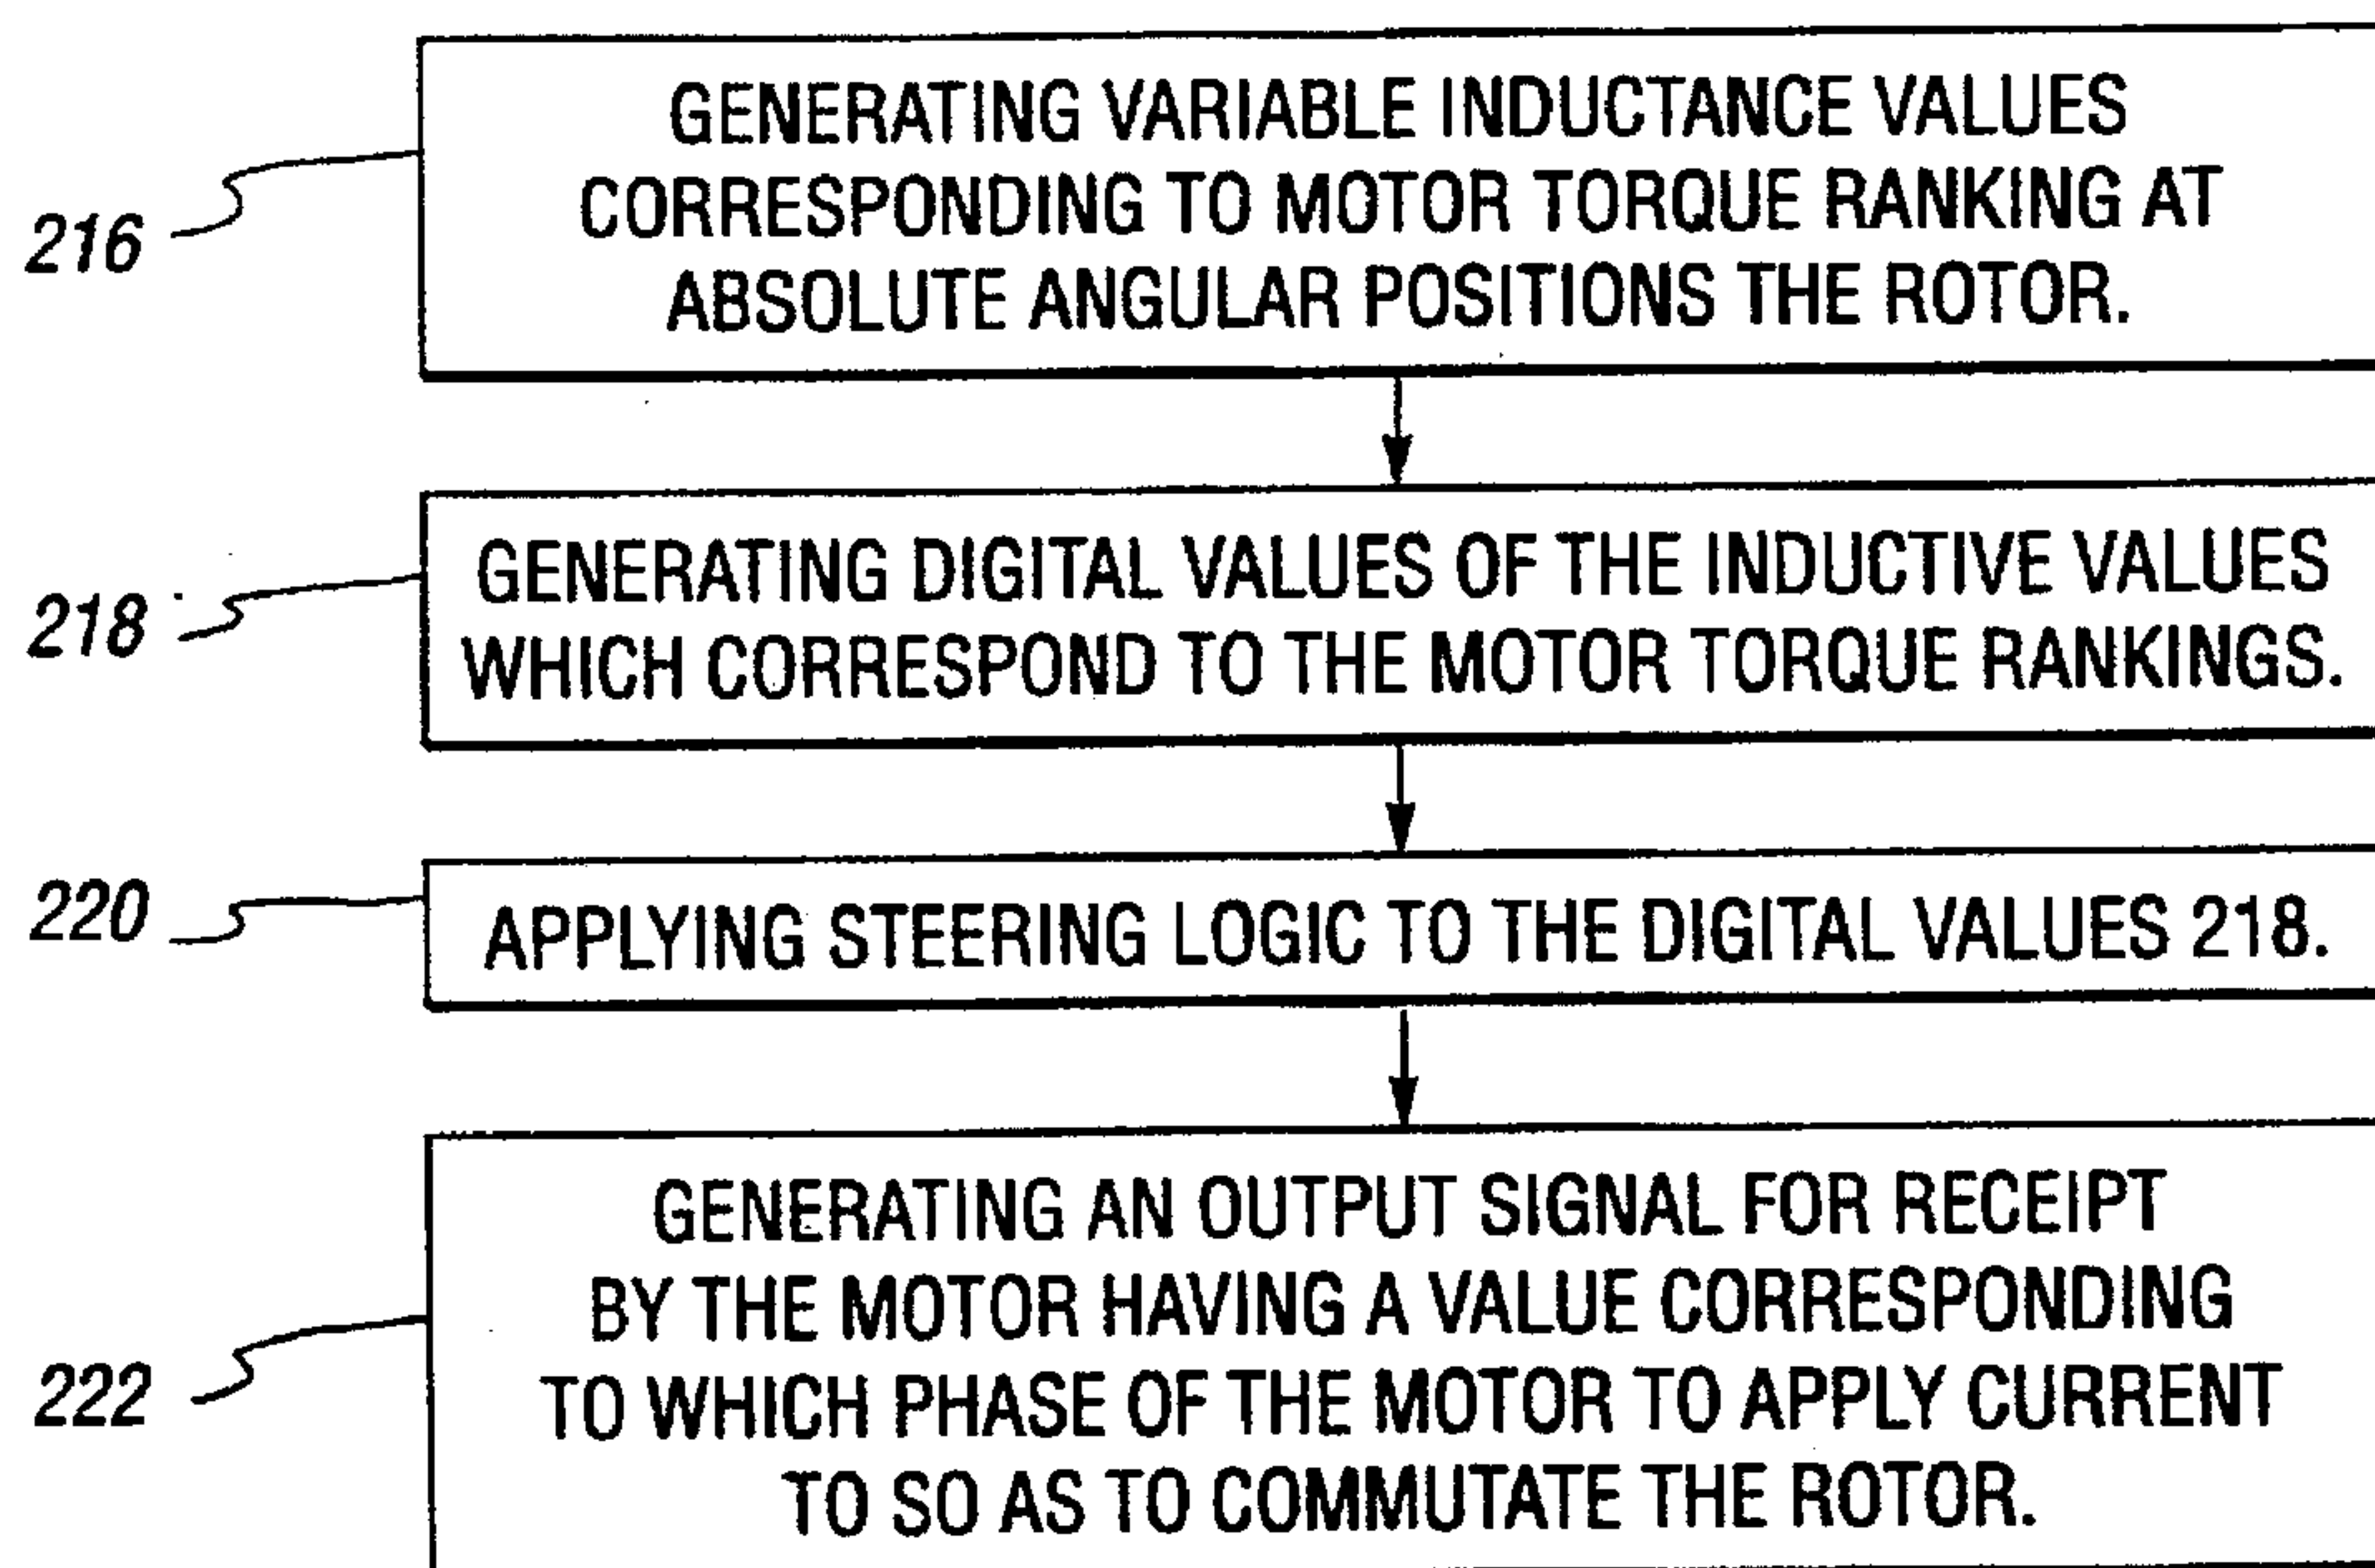 GENERATING VARIABLE INDUCTANCE VALUES
CORRESPONDING TO MOTOR TORQUE RANKING AT
ABSOLUTE ANGULAR POSITIONS THE ROTOR.
216
GENERATING DIGITAL VALUES OF THE INDUCTIVE VALUES
WHICH CORRESPOND TO THE MOTOR TORQUE RANKINGS.
218
APPLYING STEERING LOGIC TO THE DIGITAL VALUES 218.
220
GENERATING AN OUTPUT SIGNAL FOR RECEIPT
BY THE MOTOR HAVING A VALUE CORRESPONDING
TO WHICH PHASE OF THE MOTOR TO APPLY CURRENT
TO SO AS TO COMMUTATE THE ROTOR.
222